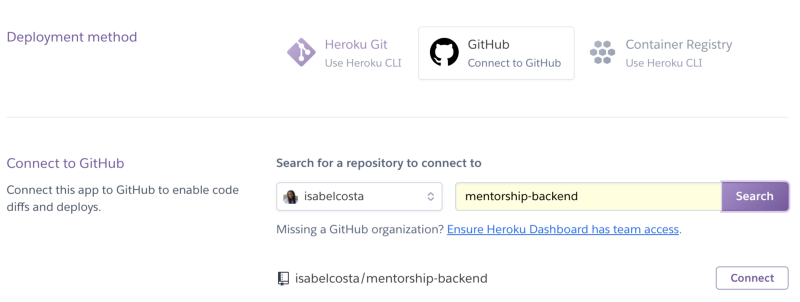 Deployment method
Heroku Git
Use Heroku CLI
GitHub
Connect to GitHub
Container Registry
Use Heroku CLI
Connect to GitHub
Connect this app to GitHub to enable code
diffs and deploys.
Search for a repository to connect to
isabelcosta
mentorship-backend
Search
Missing a GitHub organization? Ensure Heroku Dashboard has team access.
isabelcosta/mentorship-backend
Connect